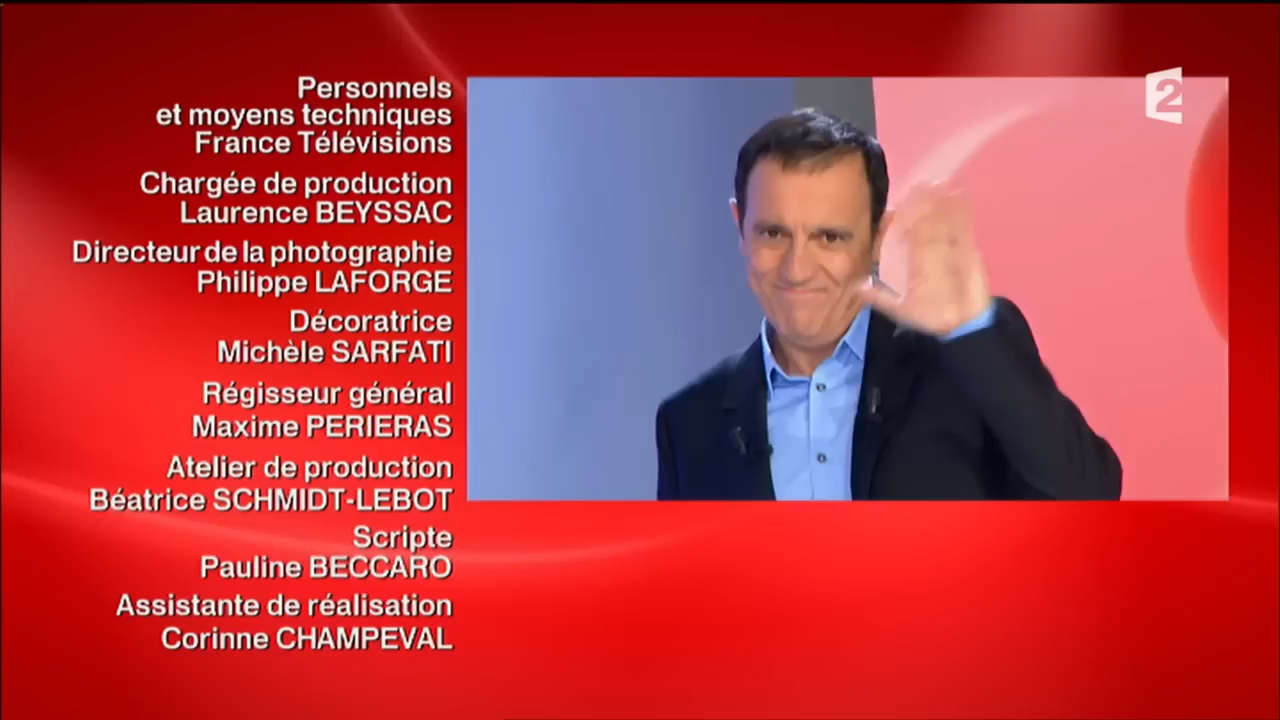 Personnels
et moyens techniques
France Télévisions
Chargée de production
Laurence BEYSSAC
Directeur de la photographie
Philippe LAFORGE
Décoratrice
Michèle SARFATI
Régisseur général
Maxime PERIERAS
Atelier de production
Béatrice SCHMIDT-LEBOT
Scripte
Pauline BECCARO
Assistante de réalisation
Corinne CHAMPEVAL
2